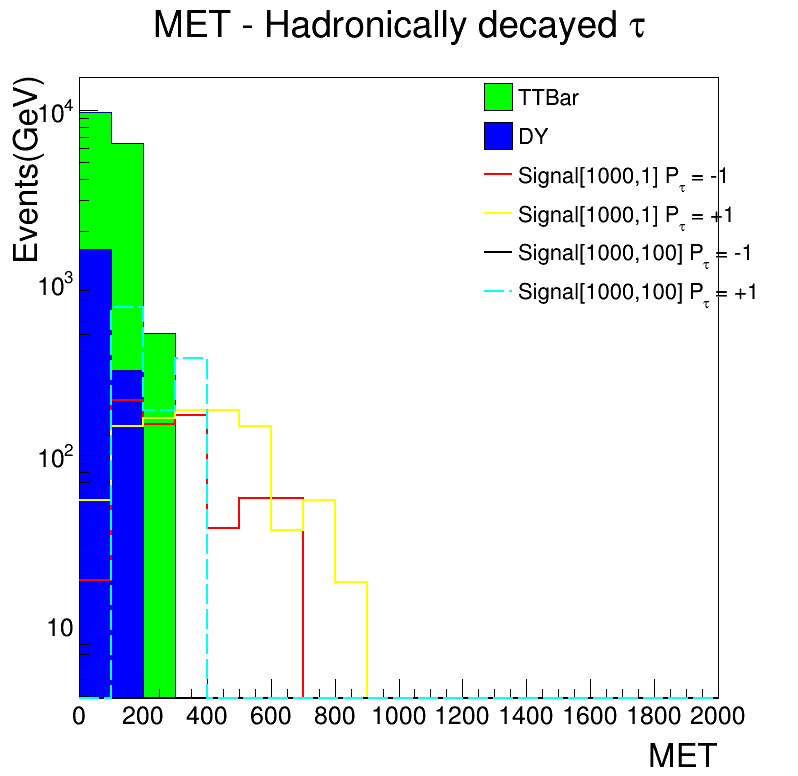 MET - Hadronically decayed τ
Events(GeV)
10⁴
10³
10²
10
TTBar
DY
Signal[1000,1] Pτ = -1
Signal[1000,1] Pτ = +1
Signal[1000,100] Pτ = -1
Signal[1000,100] Pτ = +1
0 200 400 600 800 1000 1200 1400 1600 1800 2000
MET